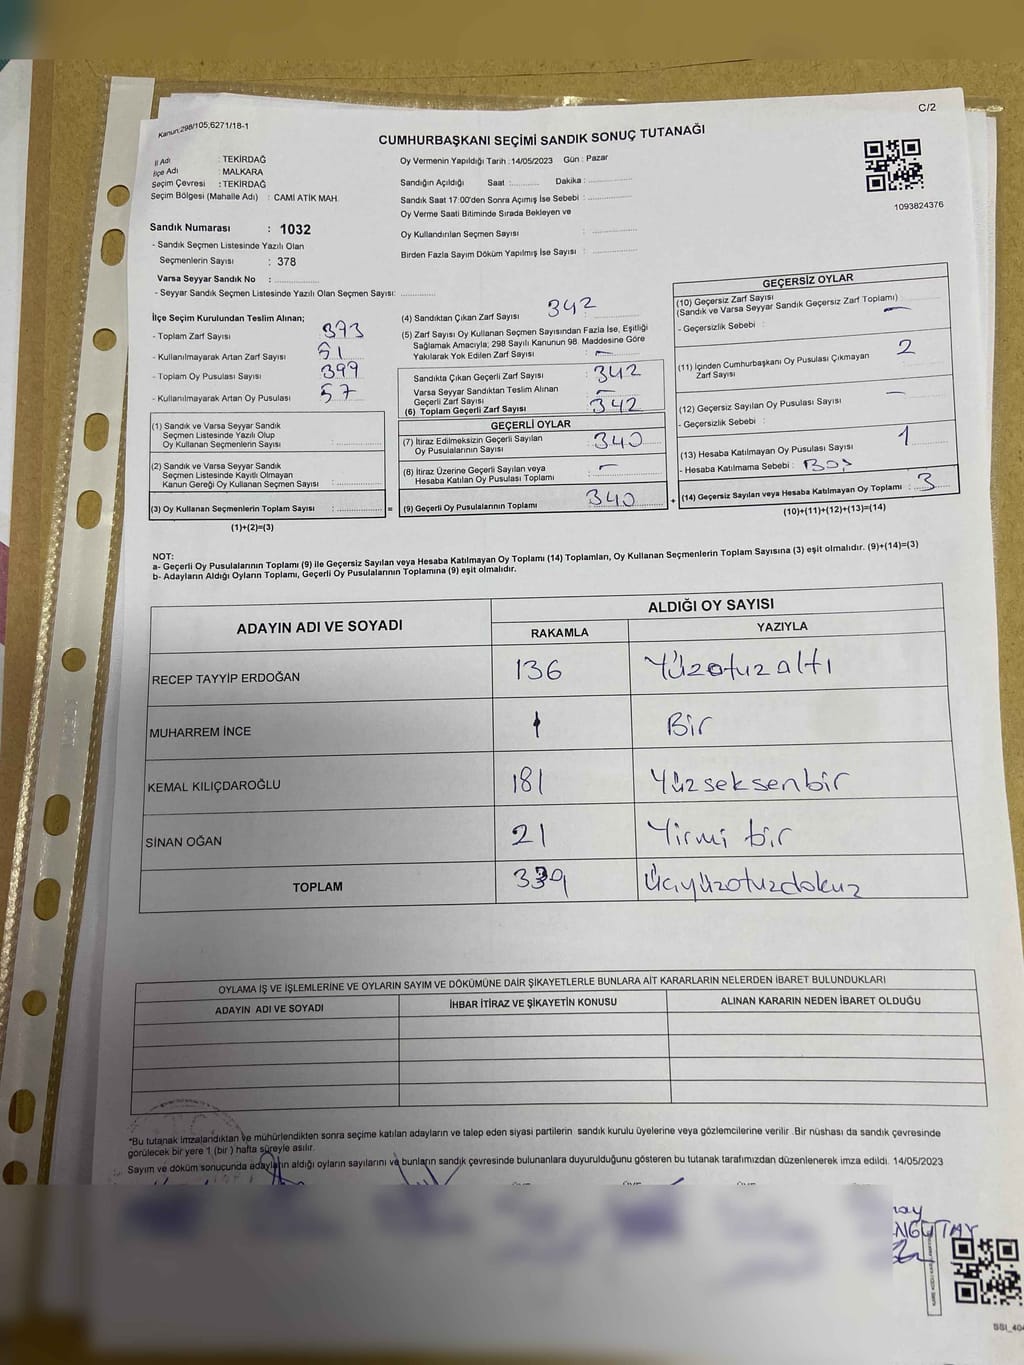 C/2
Kanun:298/105,6271/18-1
CUMHURBAŞKANI SEÇİMİ SANDIK SONUÇ TUTANAĞI
İl Adı : TEKİRDAĞ
İlçe Adı : MALKARA
Seçim Çevresi : TEKİRDAĞ
Seçim Bölgesi (Mahalle Adı) : CAMİ ATİK MAH.
Oy Vermenin Yapıldığı Tarih : 14/05/2023 Gün : Pazar
Sandığın Açıldığı Saat :.......... Dakika :..............
Sandık Saat 17:00'den Sonra Açmış İse Sebebi :..............
Oy Verme Saati Bitiminde Sırada Bekleyen ve
Oy Kullandırılan Seçmen Sayısı : ..............
Birden Fazla Sayım Döküm Yapılmış İse Sayısı : ..............
1093824376
Sandık Numarası : 1032
- Sandık Seçmen Listesinde Yazılı Olan
Seçmenlerin Sayısı : 378
Varsa Seyyar Sandık No : ..............
- Seyyar Sandık Seçmen Listesinde Yazılı Olan Seçmen Sayısı: ..............
İlçe Seçim Kurulundan Teslim Alınan;
- Toplam Zarf Sayısı 393
- Kullanılmayarak Artan Zarf Sayısı 51
- Toplam Oy Pusulası Sayısı 399
- Kullanılmayarak Artan Oy Pusulası 57
(1) Sandık ve Varsa Seyyar Sandık
Seçmen Listesinde Yazılı Olup
Oy Kullanan Seçmenlerin Sayısı : ..............
(2) Sandık ve Varsa Seyyar Sandık
Seçmen Listesinde Kayıtlı Olmayan
Kanun Gereği Oy Kullanan Seçmen Sayısı : ..............
(3) Oy Kullanan Seçmenlerin Toplam Sayısı : .............. =
(1)+(2)=(3)
(4) Sandıktan Çıkan Zarf Sayısı 342
(5) Zarf Sayısı Oy Kullanan Seçmen Sayısından Fazla İse, Eşitliği
Sağlamak Amacıyla; 298 Sayılı Kanunun 98. Maddesine Göre
Yakılarak Yok Edilen Zarf Sayısı : —
Sandıkta Çıkan Geçerli Zarf Sayısı : 342
Varsa Seyyar Sandıktan Teslim Alınan
Geçerli Zarf Sayısı : —
(6) Toplam Geçerli Zarf Sayısı : 342
GEÇERLİ OYLAR
(7) İtiraz Edilmeksizin Geçerli Sayılan
Oy Pusulalarının Sayısı : 340
(8) İtiraz Üzerine Geçerli Sayılan veya
Hesaba Katılan Oy Pusulası Toplamı : —
(9) Geçerli Oy Pusulalarının Toplamı : 340 +
GEÇERSİZ OYLAR
(10) Geçersiz Zarf Sayısı
(Sandık ve Varsa Seyyar Sandık Geçersiz Zarf Toplamı) —
- Geçersizlik Sebebi :
(11) İçinden Cumhurbaşkanı Oy Pusulası Çıkmayan
Zarf Sayısı 2
(12) Geçersiz Sayılan Oy Pusulası Sayısı —
- Geçersizlik Sebebi :
(13) Hesaba Katılmayan Oy Pusulası Sayısı 1
- Hesaba Katılmama Sebebi : Boş
(14) Geçersiz Sayılan veya Hesaba Katılmayan Oy Toplamı : 3
(10)+(11)+(12)+(13)=(14)
NOT:
a- Geçerli Oy Pusulalarının Toplamı (9) ile Geçersiz Sayılan veya Hesaba Katılmayan Oy Toplamı (14) Toplamları, Oy Kullanan Seçmenlerin Toplam Sayısına (3) eşit olmalıdır. (9)+(14)=(3)
b- Adayların Aldığı Oyların Toplamı, Geçerli Oy Pusulalarının Toplamına (9) eşit olmalıdır.
ADAYIN ADI VE SOYADI ALDIĞI OY SAYISI
RAKAMLA YAZIYLA
RECEP TAYYİP ERDOĞAN 136 Yüzotuzaltı
MUHARREM İNCE 1 Bir
KEMAL KILIÇDAROĞLU 181 Yüzseksenbir
SİNAN OĞAN 21 Yirmi bir
TOPLAM 339 Üçyüzotuzdokuz
OYLAMA İŞ VE İŞLEMLERİNE VE OYLARIN SAYIM VE DÖKÜMÜNE DAİR ŞİKAYETLERLE BUNLARA AİT KARARLARIN NELERDEN İBARET BULUNDUKLARI
ADAYIN ADI VE SOYADI İHBAR İTİRAZ VE ŞİKAYETİN KONUSU ALINAN KARARIN NEDEN İBARET OLDUĞU
*Bu tutanak imzalandıktan ve mühürlendikten sonra seçime katılan adayların ve talep eden siyasi partilerin sandık kurulu üyelerine veya gözlemcilerine verilir .Bir nüshası da sandık çevresinde
görülecek bir yere 1 (bir ) hafta süreyle asılır.
Sayım ve döküm sonucunda adayların aldığı oyların sayılarını ve bunların sandık çevresinde bulunanlara duyurulduğunu gösteren bu tutanak tarafımızdan düzenlenerek imza edildi. 14/05/2023